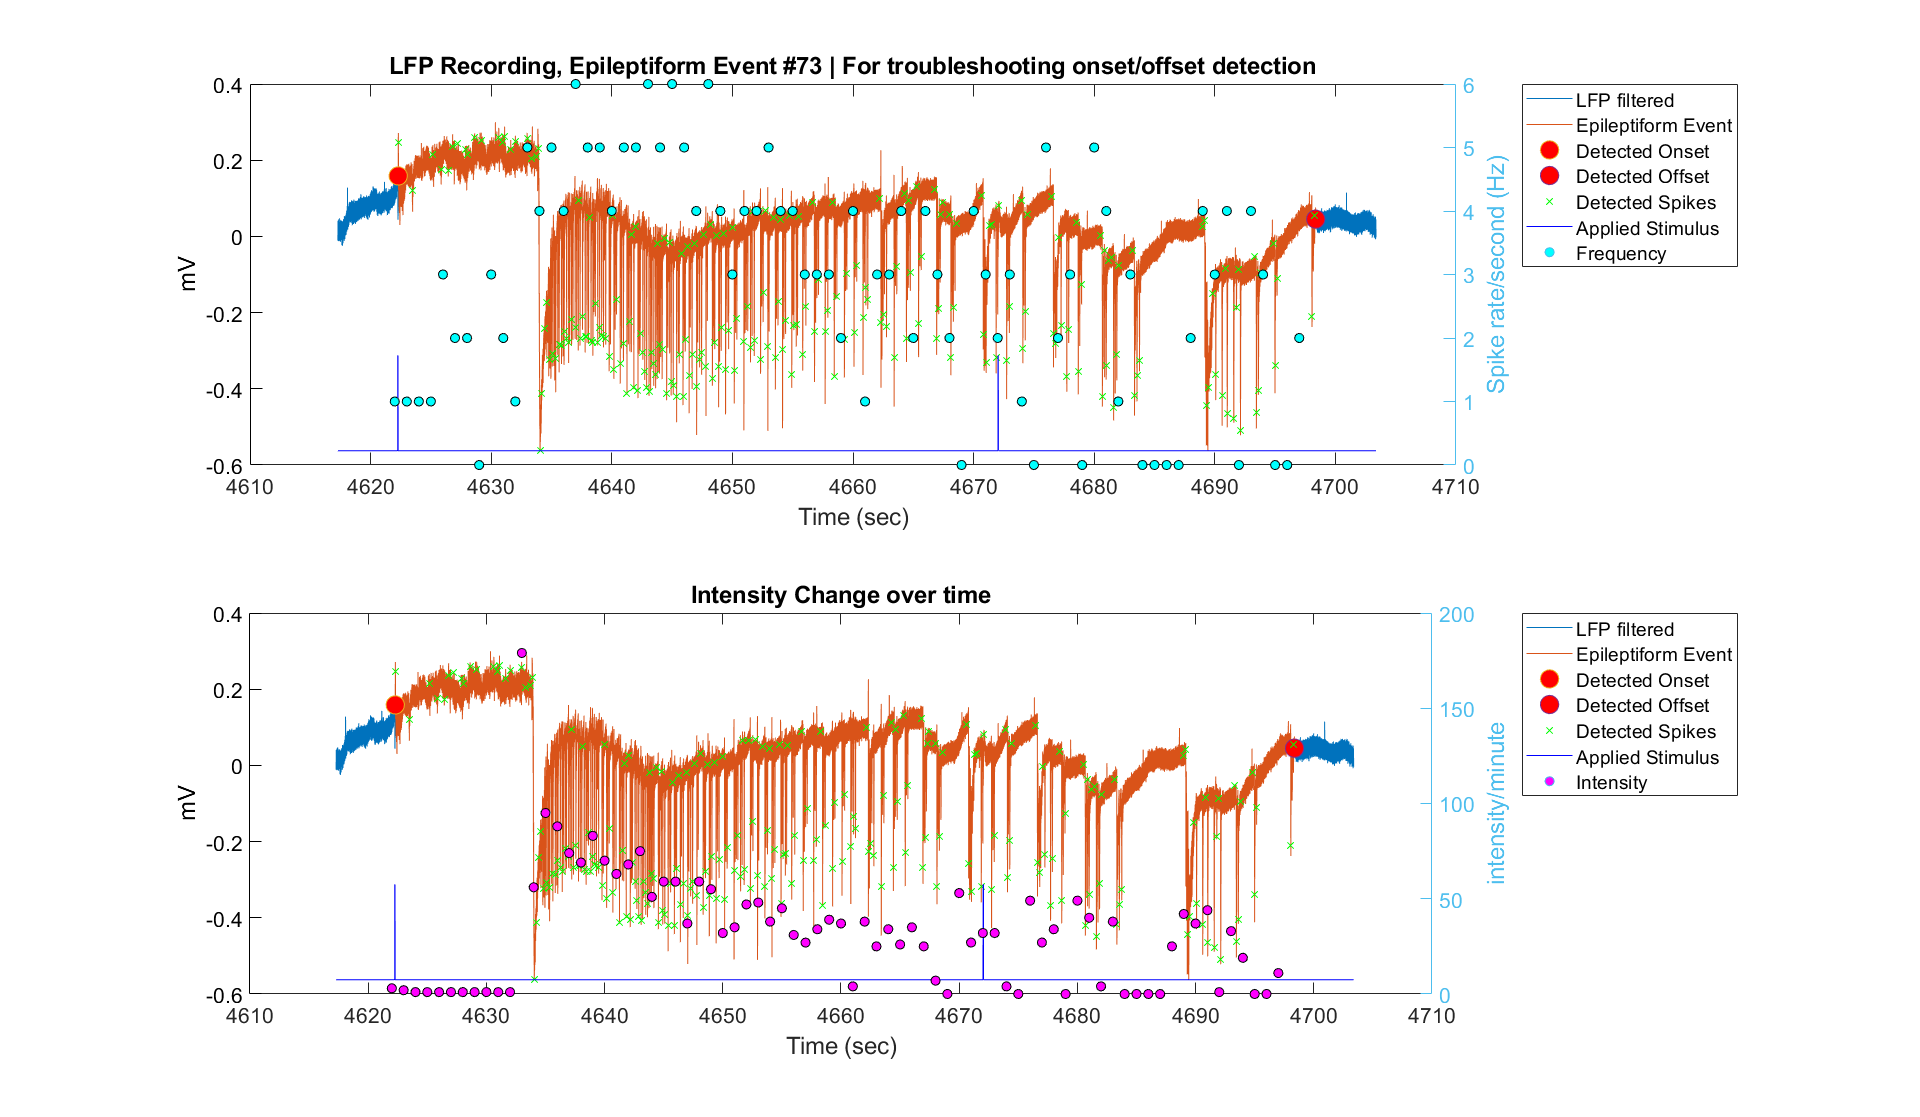 LFP Recording, Epileptiform Event #73 | For troubleshooting onset/offset detection
0.4
0.2
0
-0.2
-0.4
-0.6
mV
4610 4620 4630 4640 4650 4660 4670 4680 4690 4700 4710
Time (sec)
6
5
4
3
2
1
0
Spike rate/second (Hz)
LFP filtered
Epileptiform Event
Detected Onset
Detected Offset
Detected Spikes
Applied Stimulus
Frequency
Intensity Change over time
0.4
0.2
0
-0.2
-0.4
-0.6
mV
4610 4620 4630 4640 4650 4660 4670 4680 4690 4700 4710
Time (sec)
200
150
100
50
0
intensity/minute
LFP filtered
Epileptiform Event
Detected Onset
Detected Offset
Detected Spikes
Applied Stimulus
Intensity